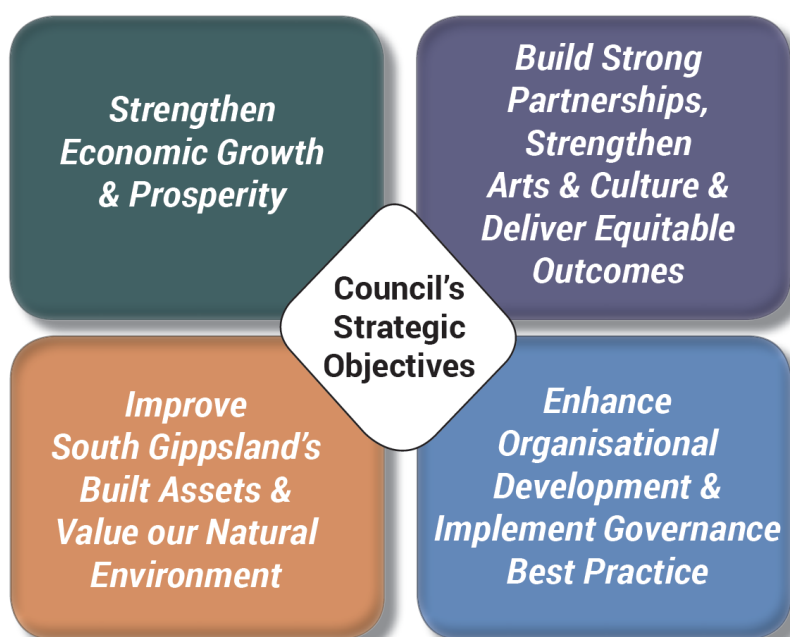 Strengthen
Economic Growth
& Prosperity
Build Strong
Partnerships,
Strengthen
Arts & Culture &
Deliver Equitable
Outcomes
Council's
Strategic
Objectives
Improve
South Gippsland's
Built Assets &
Value our Natural
Environment
Enhance
Organisational
Development &
Implement Governance
Best Practice